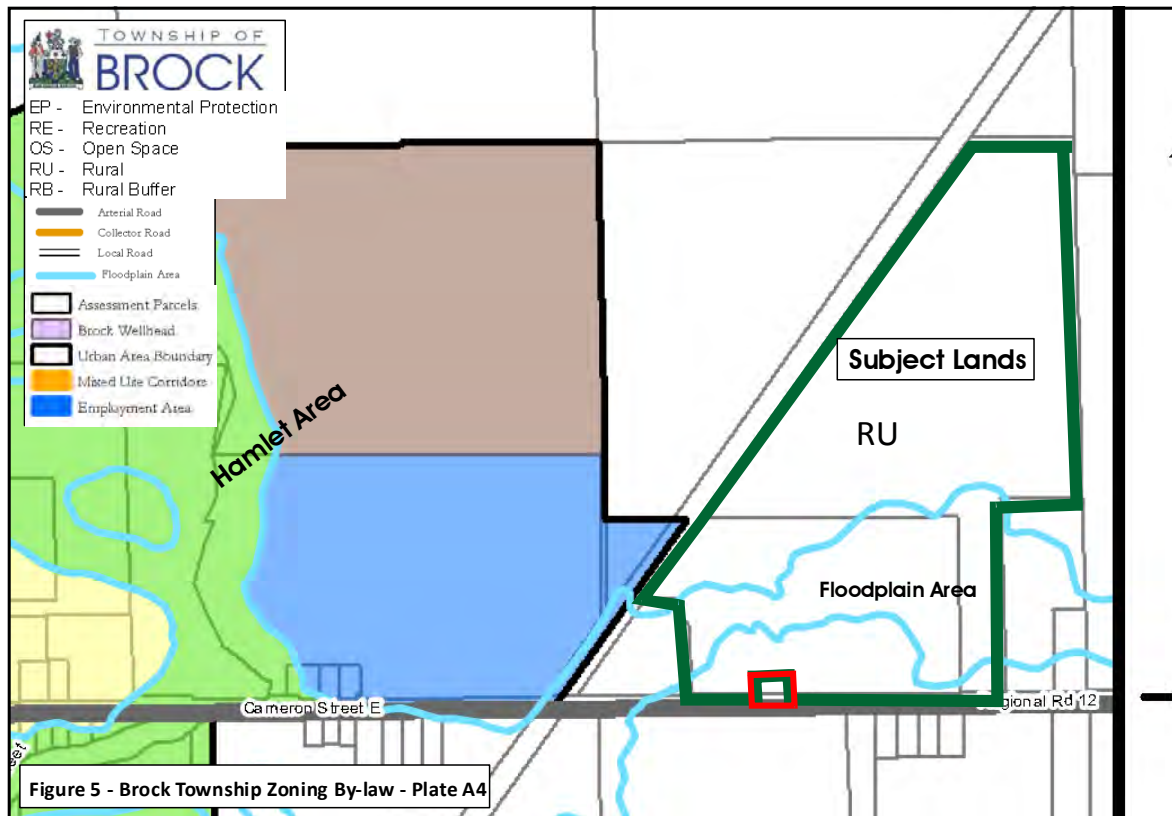 TOWNSHIP OF
BROCK
EP - Environmental Protection
RE - Recreation
OS - Open Space
RU - Rural
RB - Rural Buffer
Arterial Road
Collector Road
Local Road
Floodplain Area
Assessment Parcels
Brock Wellhead
Urban Area Boundary
Mixed Use Corridors
Employment Area
Hamlet Area
Subject Lands
RU
Floodplain Area
Cameron Street E
gional Rd 12
eet
Figure 5 - Brock Township Zoning By-law - Plate A4